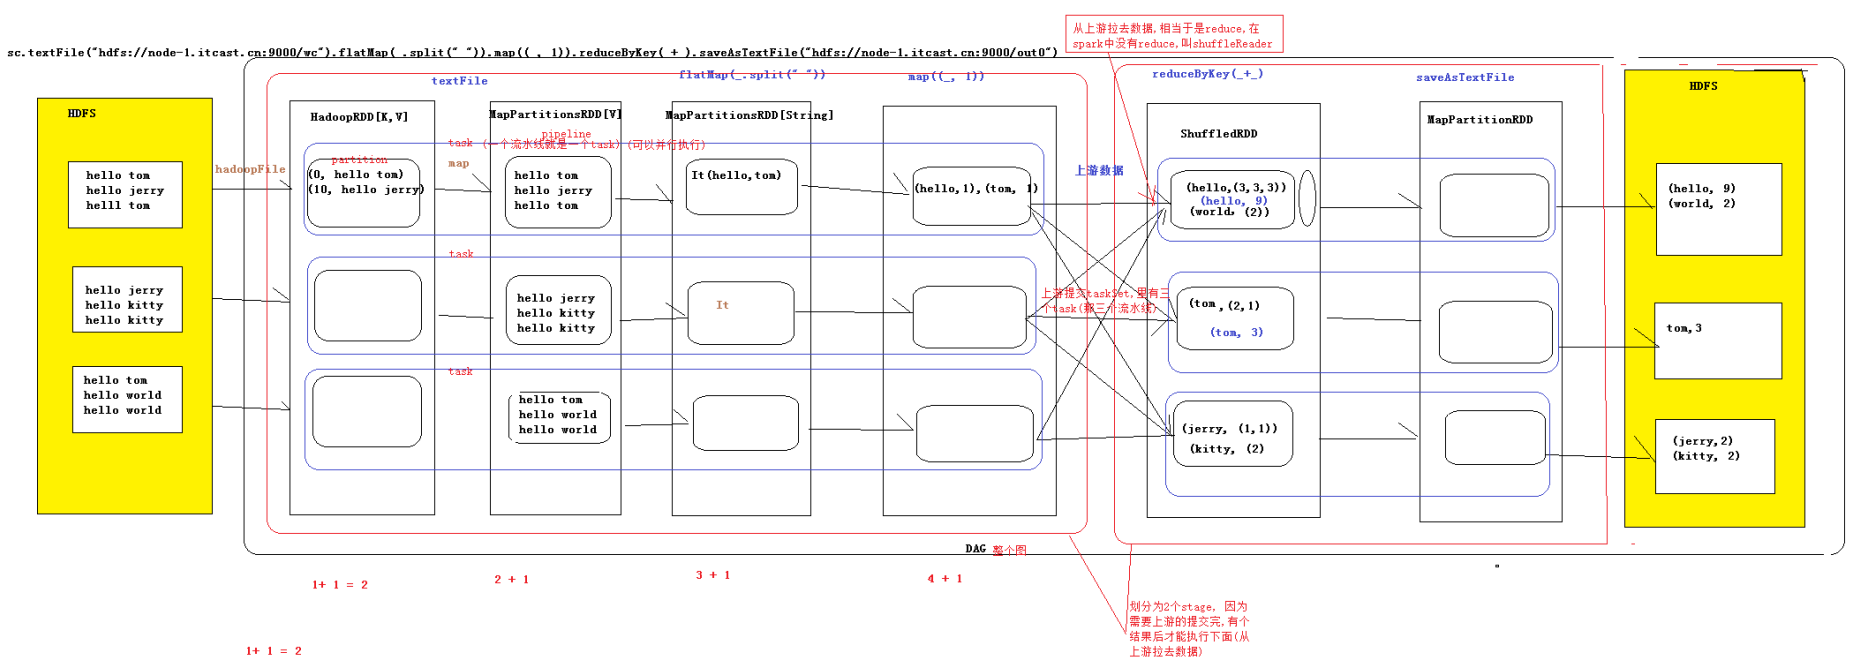 从上游拉去数据,相当于是reduce,在
spark中没有reduce,叫shuffleReader
sc.textFile("hdfs://node-1.itcast.cn:9000/wc").flatMap(_.split(" ")).map((_, 1)).reduceByKey(_+_).saveAsTextFile("hdfs://node-1.itcast.cn:9000/out0")
textFile
flatMap(_.split(" "))
map((_, 1))
reduceByKey(_+_)
saveAsTextFile
HDFS
HadoopRDD[K,V]
MapPartitionsRDD[V]
MapPartitionsRDD[String]
ShuffledRDD
MapPartitionRDD
HDFS
pipeline
task (一个流水线就是一个task)(可以并行执行)
partition
hadoopFile
map
上游数据
hello tom
hello jerry
helll tom
(0, hello tom)
(10, hello jerry)
hello tom
hello jerry
hello tom
It(hello,tom)
(hello,1),(tom, 1)
(hello,(3,3,3))
(hello, 9)
(world, (2))
(hello, 9)
(world, 2)
task
hello jerry
hello kitty
hello kitty
hello jerry
hello kitty
hello kitty
It
上游提交taskSet,里有三
个task(那三个流水线)
(tom ,(2,1)
(tom, 3)
tom,3
task
hello tom
hello world
hello world
hello tom
hello world
hello world
(jerry, (1,1))
(kitty, (2)
(jerry,2)
(kitty, 2)
DAG 整个图
1+ 1 = 2
2 + 1
3 + 1
4 + 1
"
划分为2个stage, 因为
需要上游的提交完,有个
结果后才能执行下面(从
上游拉去数据)
1+ 1 = 2